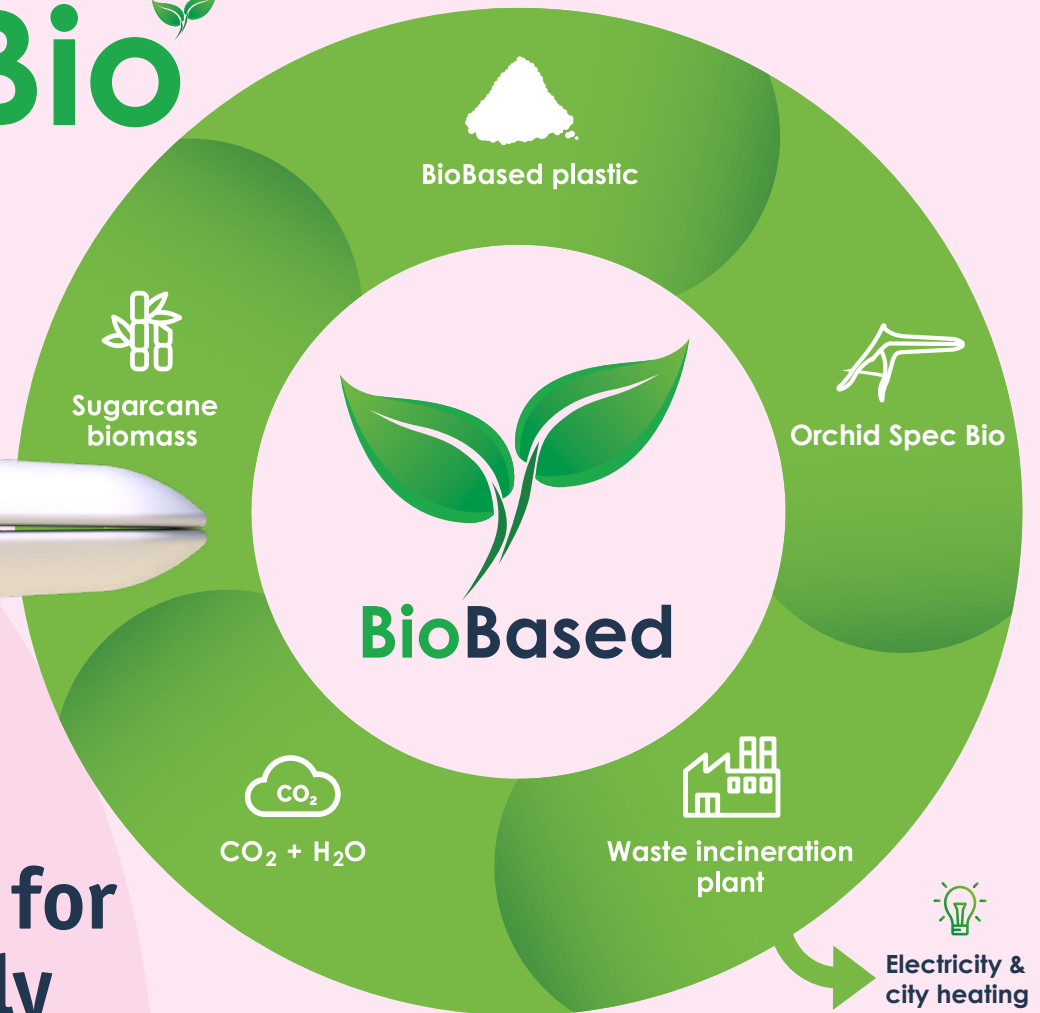 Bio
BioBased plastic
Sugarcane
biomass
Orchid Spec Bio
BioBased
CO₂
CO₂ + H₂O
Waste incineration
plant
for
Electricity &
city heating